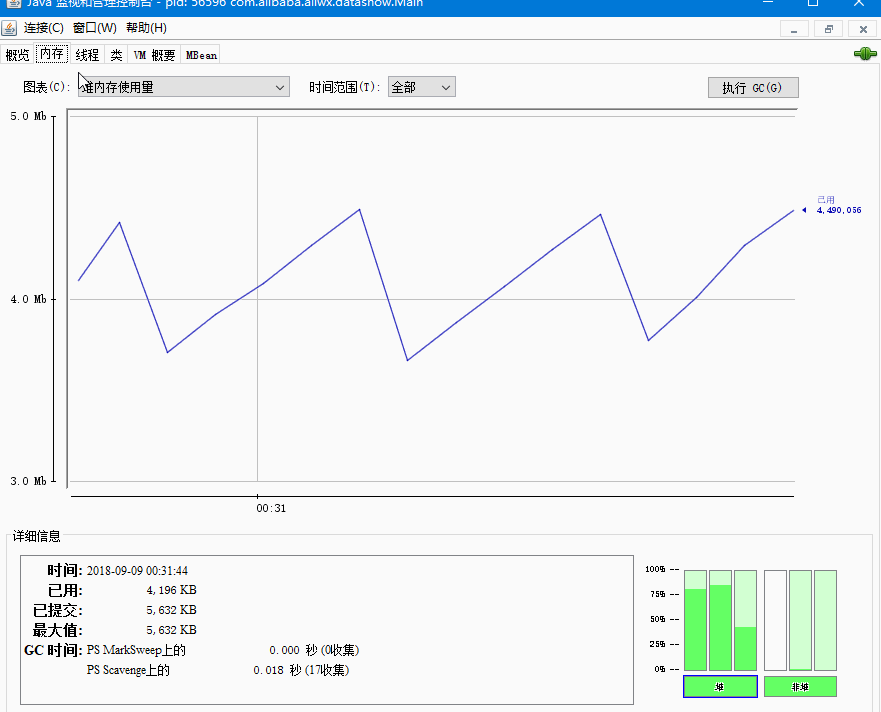 Java 监视和管理控制台 - pid: 56596 com.alibaba.aliwx.datashow.Main
连接(C) 窗口(W) 帮助(H)
概览 内存 线程 类 VM 概要 MBean
图表(C): 堆内存使用量 时间范围(T): 全部 执行 GC(G)
5.0 Mb
已用
4,490,056
4.0 Mb
3.0 Mb
00:31
详细信息
时间: 2018-09-09 00:31:44
已用: 4,196 KB
已提交: 5,632 KB
最大值: 5,632 KB
GC 时间: PS MarkSweep上的 0.000 秒 (0收集)
PS Scavenge上的 0.018 秒 (17收集)
100% --
75% --
50% --
25% --
0% --
堆 非堆